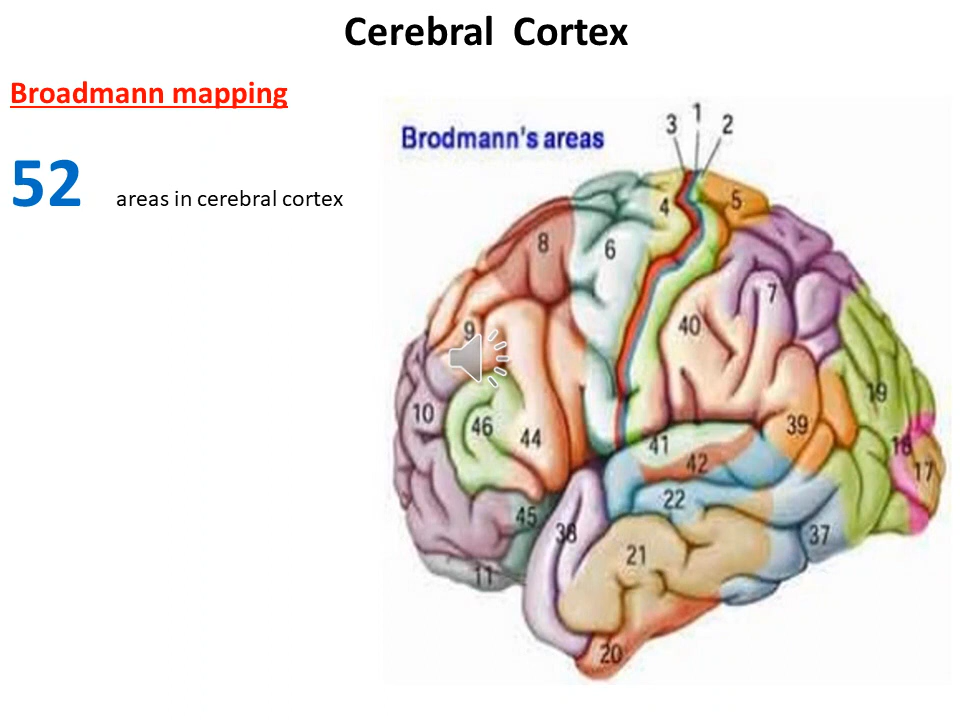 Cerebral Cortex
Broadmann mapping
52 areas in cerebral cortex
Brodmann's areas
3 1 2
4 5
8 6
7
9 40
19
10 46 44 39
41 18
42 17
22
45 38 37
21
11
20